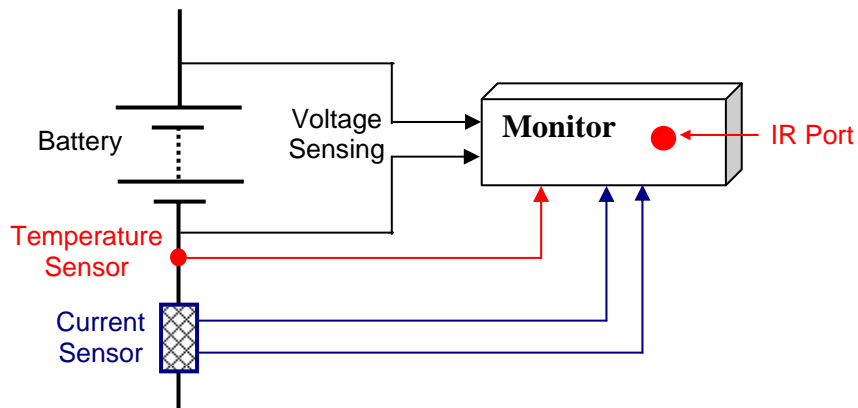 Battery
Voltage
Sensing
Monitor
IR Port
Temperature
Sensor
Current
Sensor